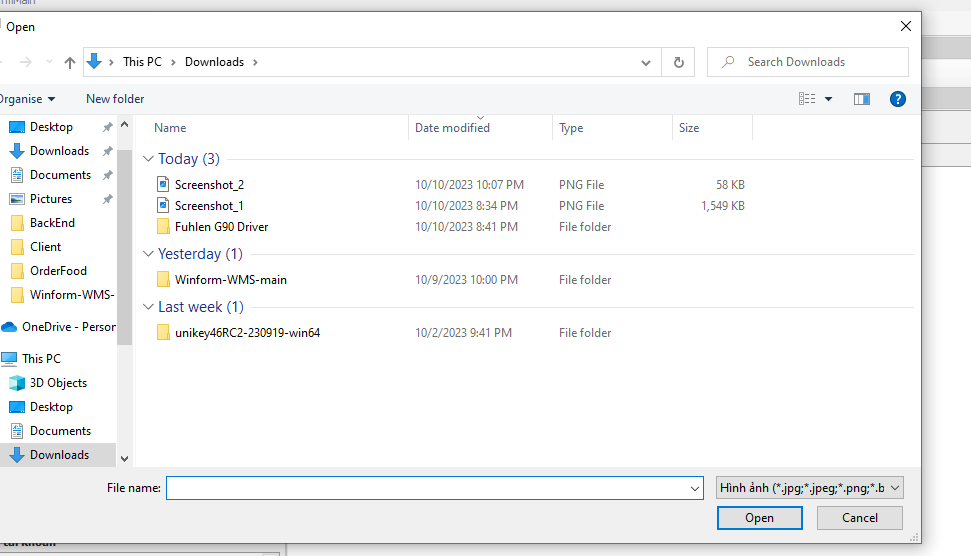 Open
This PC > Downloads >
Search Downloads
Organise
New folder
Desktop
Downloads
Documents
Pictures
BackEnd
Client
OrderFood
Winform-WMS-
OneDrive - Person
This PC
3D Objects
Desktop
Documents
Downloads
Name Date modified Type Size
Today (3)
Screenshot_2 10/10/2023 10:07 PM PNG File 58 KB
Screenshot_1 10/10/2023 8:34 PM PNG File 1,549 KB
Fuhlen G90 Driver 10/10/2023 8:41 PM File folder
Yesterday (1)
Winform-WMS-main 10/9/2023 10:00 PM File folder
Last week (1)
unikey46RC2-230919-win64 10/2/2023 9:41 PM File folder
File name:
Hình ảnh (*.jpg;*.jpeg;*.png;*.b
Open
Cancel